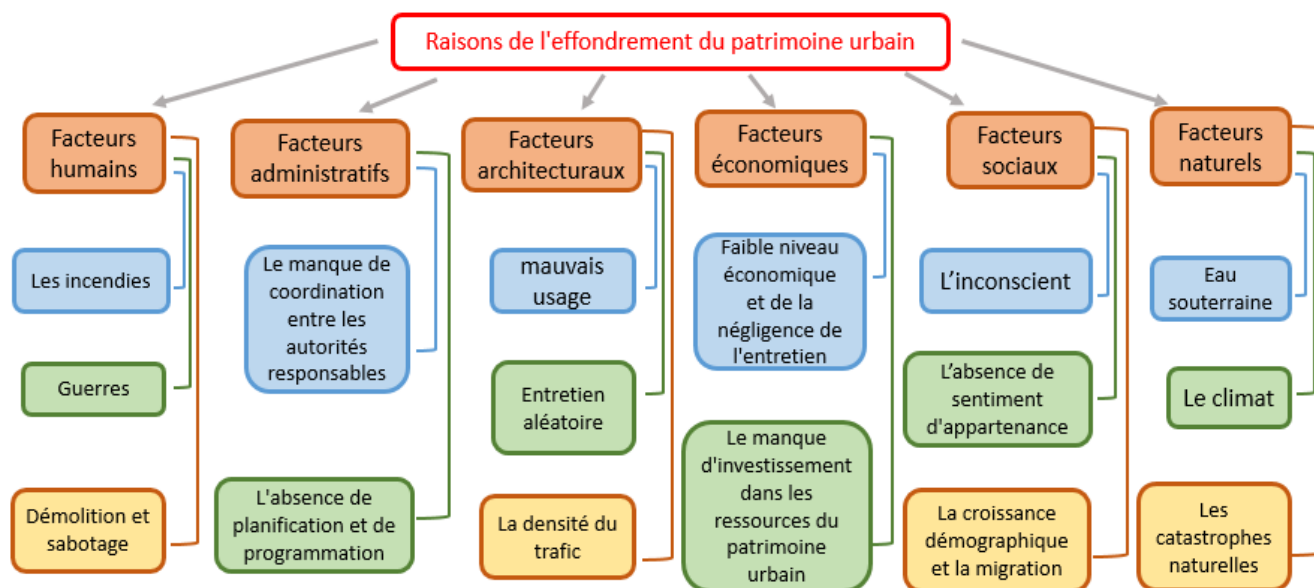 Raisons de l'effondrement du patrimoine urbain
Facteurs
humains
Facteurs
administratifs
Facteurs
architecturaux
Facteurs
économiques
Facteurs
sociaux
Facteurs
naturels
Les incendies
Le manque de
coordination
entre les
autorités
responsables
mauvais
usage
Faible niveau
économique
et de la
négligence de
l'entretien
L’inconscient
Eau
souterraine
Guerres
Entretien
aléatoire
L’absence de
sentiment
d'appartenance
Le climat
Démolition et
sabotage
L'absence de
planification et de
programmation
La densité du
trafic
Le manque
d'investissement
dans les
ressources du
patrimoine
urbain
La croissance
démographique
et la migration
Les
catastrophes
naturelles